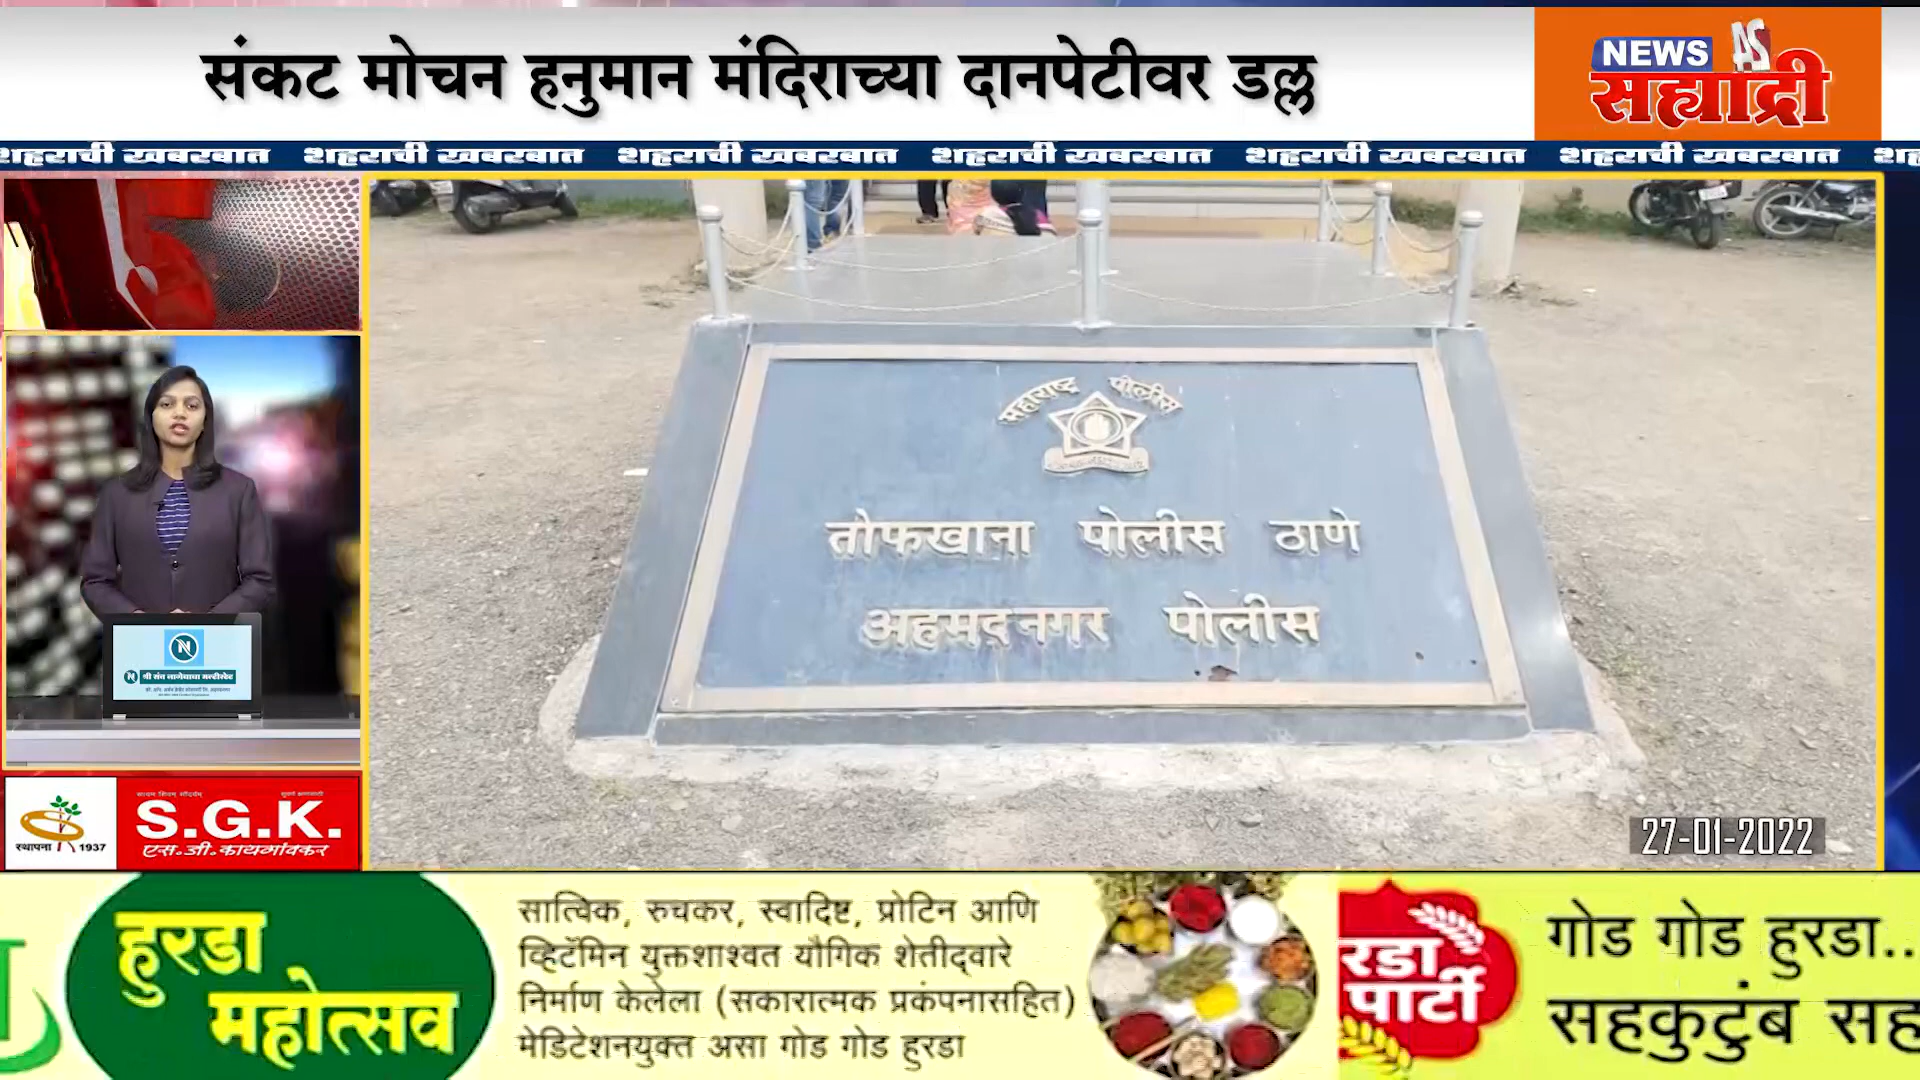 संकट मोचन हनुमान मंदिराच्या दानपेटीवर डल्ला
NEWS
सह्याद्री
शहराची खबरबात शहराची खबरबात शहराची खबरबात शहराची खबरबात शहराची खबरबात शहराची खबरबात
महाराष्ट्र पोलीस
तोफखाना पोलीस ठाणे
अहमदनगर पोलीस
N
N श्री संत नागेबाबा मल्टीस्टेट
स्थापना 1937
S.G.K.
एस.जी.कायगांवकर
27-01-2022
हुरडा
महोत्सव
सात्विक, रुचकर, स्वादिष्ट, प्रोटिन आणि
व्हिटॅमिन युक्तशाश्वत यौगिक शेतीद्वारे
निर्माण केलेला (सकारात्मक प्रकंपनासहित)
मेडिटेशनयुक्त असा गोड गोड हुरडा
रडा
पार्टी
गोड गोड हुरडा..
सहकुटुंब सह